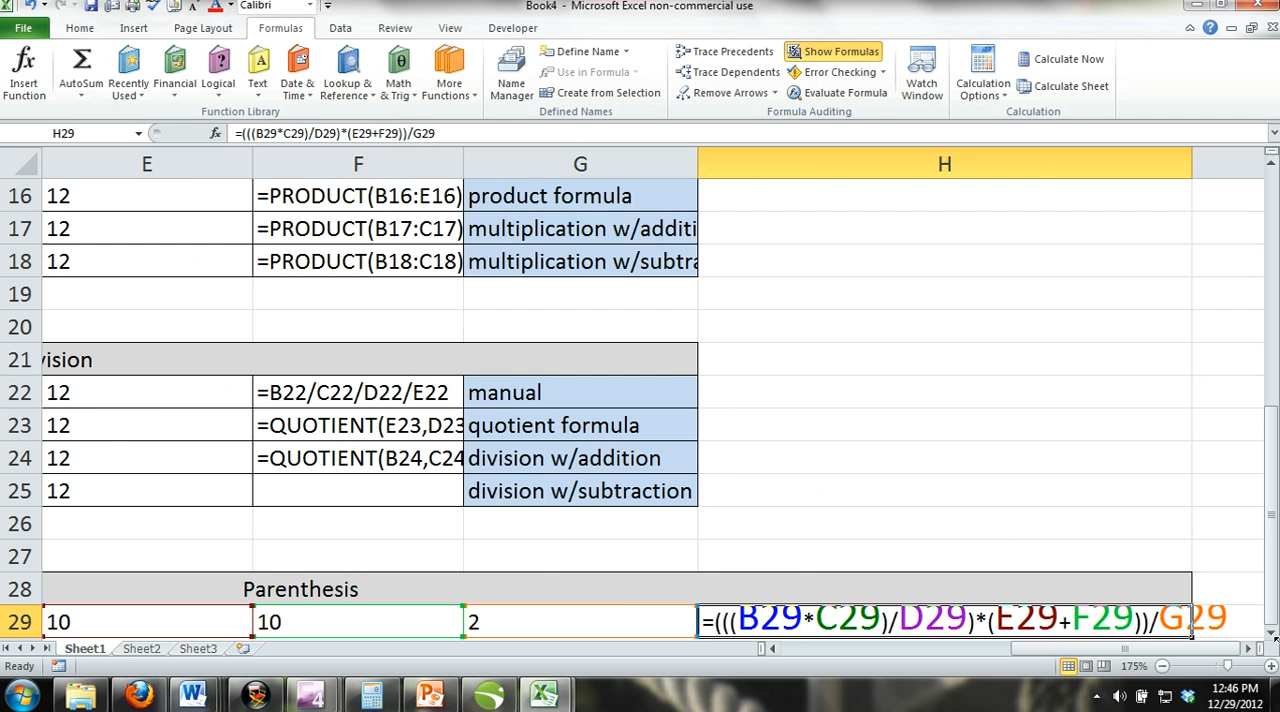 Calibri
Book4 - Microsoft Excel non-commercial use
File Home Insert Page Layout Formulas Data Review View Developer
fx Σ A θ
Insert Function
AutoSum
Recently Used
Financial
Logical
Text
Date & Time
Lookup & Reference
Math & Trig
More Functions
Function Library
Name Manager
Define Name
Use in Formula
Create from Selection
Defined Names
Trace Precedents
Trace Dependents
Remove Arrows
Show Formulas
Error Checking
Evaluate Formula
Formula Auditing
Watch Window
Calculation Options
Calculate Now
Calculate Sheet
Calculation
H29 fx =(((B29*C29)/D29)*(E29+F29))/G29
E F G H
16 12 =PRODUCT(B16:E16) product formula
17 12 =PRODUCT(B17:C17) multiplication w/additi
18 12 =PRODUCT(B18:C18) multiplication w/subtra
19
20
21 vision
22 12 =B22/C22/D22/E22 manual
23 12 =QUOTIENT(E23,D23 quotient formula
24 12 =QUOTIENT(B24,C24 division w/addition
25 12 division w/subtraction
26
27
28 Parenthesis
29 10 10 2 =(((B29*C29)/D29)*(E29+F29))/G29
Sheet1 Sheet2 Sheet3
Ready 175%
12:46 PM
12/29/2012